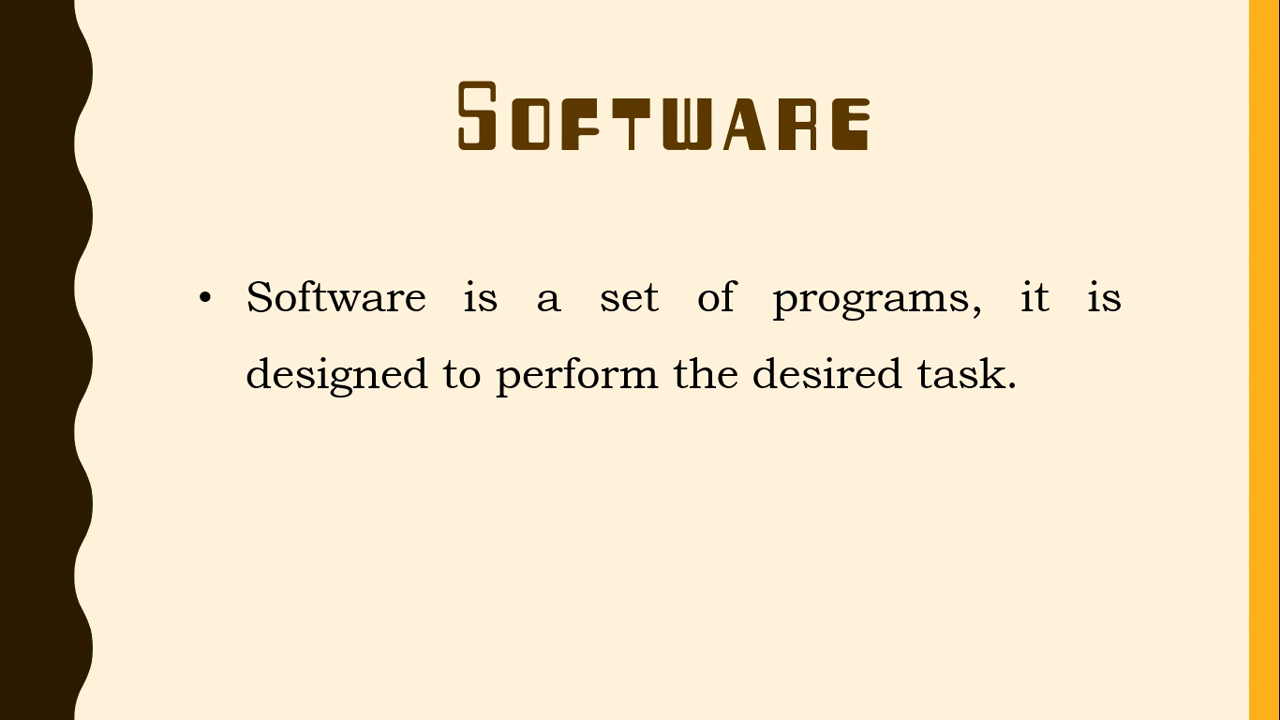 Software
• Software is a set of programs, it is
designed to perform the desired task.